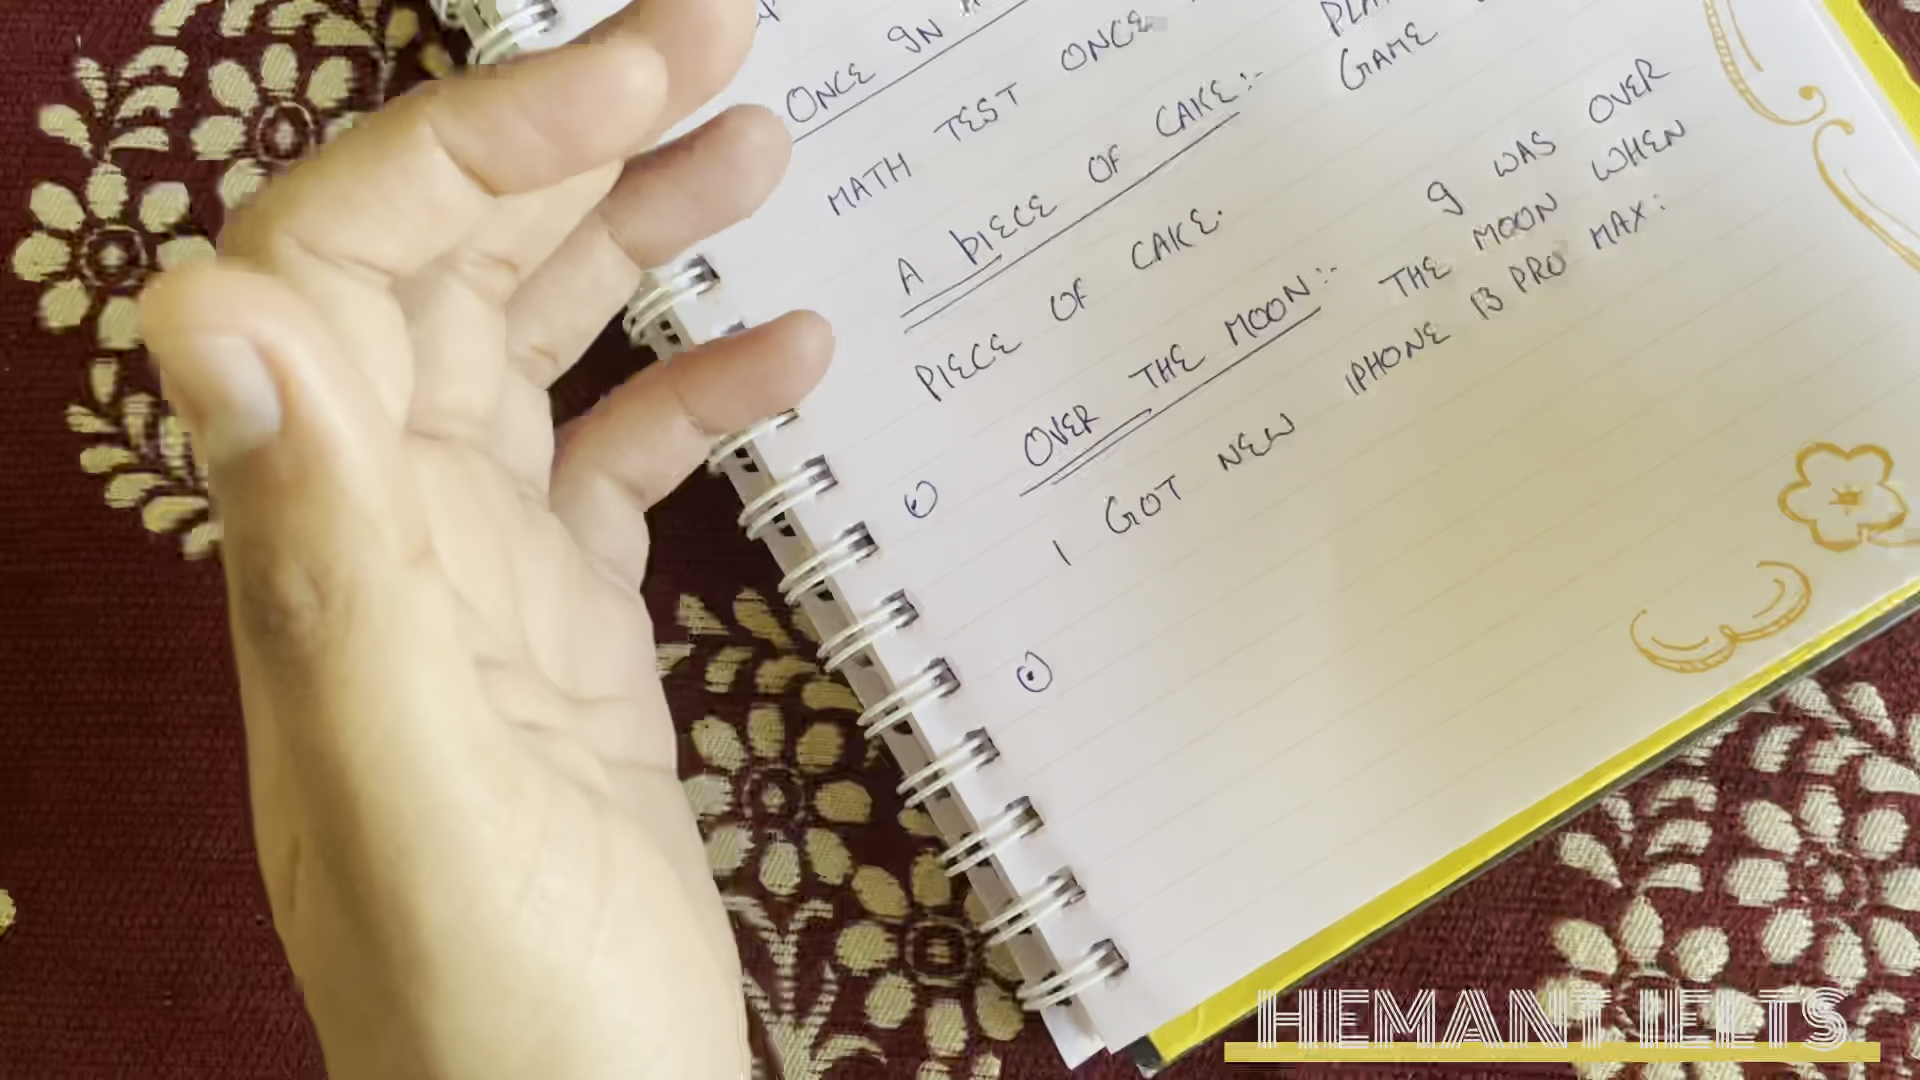 ONCE IN A
MATH TEST ONCE
A PIECE OF CAKE:- GAME
PIECE OF CAKE.
OVER THE MOON:- I WAS OVER
THE MOON WHEN
I GOT NEW IPHONE 13 PRO MAX:
HEMANT IELTS